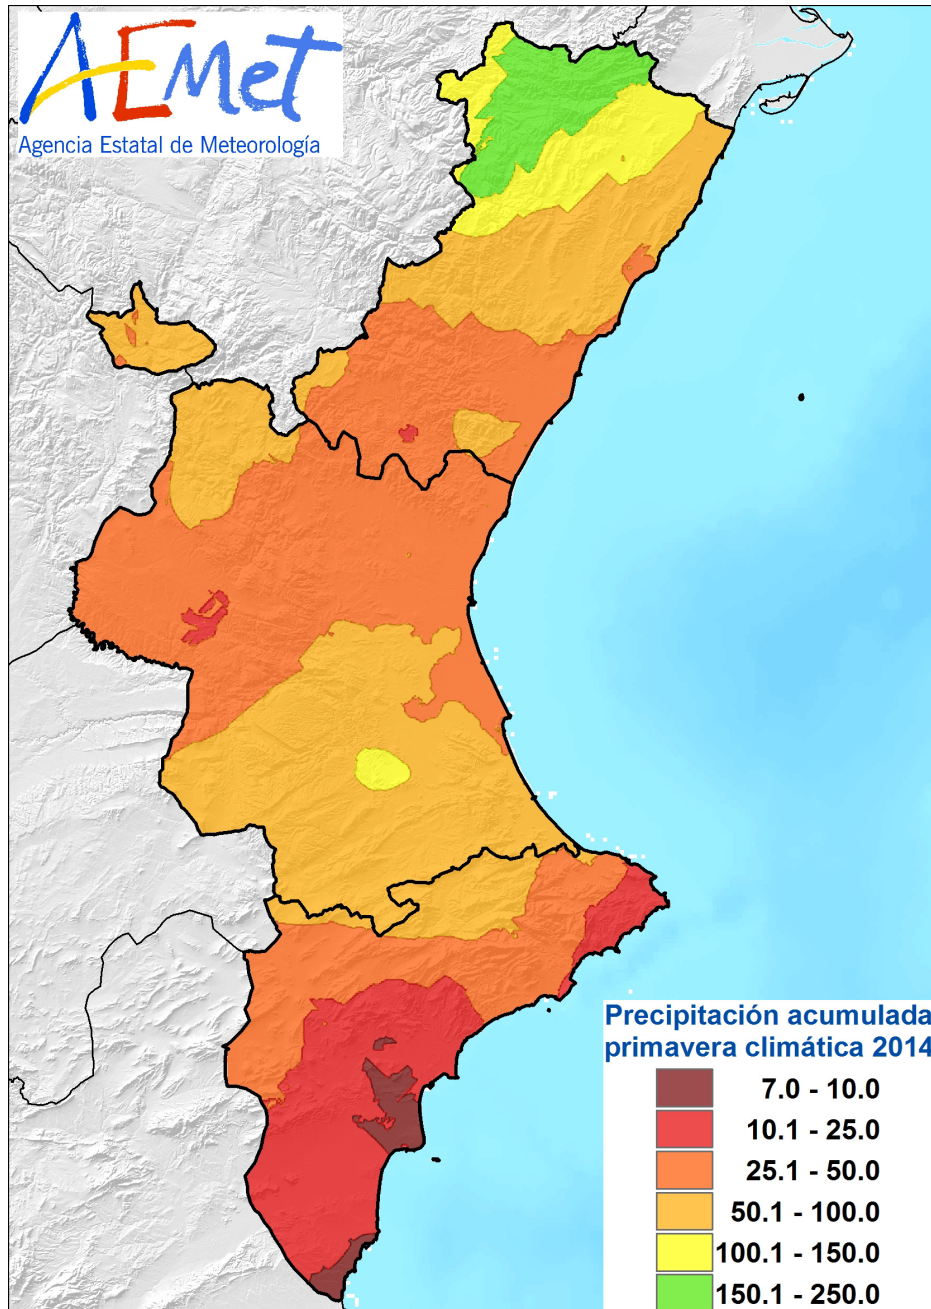 AEMet
Agencia Estatal de Meteorología
Precipitación acumulada
primavera climática 2014
7.0 - 10.0
10.1 - 25.0
25.1 - 50.0
50.1 - 100.0
100.1 - 150.0
150.1 - 250.0